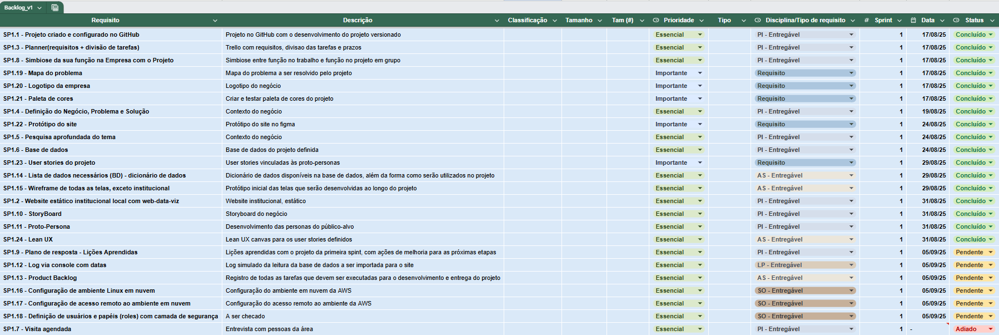 Backlog_v1
Requisito Descrição Classificação Tamanho Tam (#) Prioridade Tipo Disciplina/Tipo de requisito # Sprint Data Status
SP1.1 - Projeto criado e configurado no GitHub Projeto no GitHub com o desenvolvimento do projeto versionado Essencial PI - Entregável 1 17/08/25 Concluído
SP1.3 - Planner(requisitos + divisão de tarefas) Trello com requisitos, divisao das tarefas e prazos Essencial PI - Entregável 1 17/08/25 Concluído
SP1.8 - Simbiose da sua função na Empresa com o Projeto Simbiose entre função no trabalho e função no projeto em grupo Essencial PI - Entregável 1 17/08/25 Concluído
SP1.19 - Mapa do problema Mapa do problema a ser resolvido pelo projeto Importante Requisito 1 17/08/25 Concluído
SP1.20 - Logotipo da empresa Logotipo do negócio Importante Requisito 1 17/08/25 Concluído
SP1.21 - Paleta de cores Criar e testar paleta de cores do projeto Importante Requisito 1 17/08/25 Concluído
SP1.4 - Definição do Negócio, Problema e Solução Contexto do negócio Essencial PI - Entregável 1 19/08/25 Concluído
SP1.22 - Protótipo do site Protótipo do site no figma Importante Requisito 1 24/08/25 Concluído
SP1.5 - Pesquisa aprofundada do tema Contexto do negócio Essencial PI - Entregável 1 24/08/25 Concluído
SP1.6 - Base de dados Base de dados do projeto definida Essencial PI - Entregável 1 24/08/25 Concluído
SP1.23 - User stories do projeto User stories vinculadas às proto-personas Importante Requisito 1 29/08/25 Concluído
SP1.14 - Lista de dados necessários (BD) - dicionário de dados Dicionário de dados disponíveis na base de dados, além da forma como serão utilizados no projeto Essencial AS - Entregável 1 29/08/25 Concluído
SP1.15 - Wireframe de todas as telas, exceto institucional Protótipo inicial das telas que serão desenvolvidas ao longo do projeto Essencial AS - Entregável 1 29/08/25 Concluído
SP1.2 - Website estático institucional local com web-data-viz Website institucional, estático Essencial PI - Entregável 1 31/08/25 Concluído
SP1.10 - StoryBoard Storyboard do negócio Essencial PI - Entregável 1 31/08/25 Concluído
SP1.11 - Proto-Persona Desenvolvimento das personas do público-alvo Essencial PI - Entregável 1 31/08/25 Concluído
SP1.24 - Lean UX Lean UX canvas para os user stories definidos Essencial AS - Entregável 1 31/08/25 Concluído
SP1.9 - Plano de resposta - Lições Aprendidas Lições aprendidas com o projeto da primeira spint, com ações de melhoria para as próximas etapas Essencial PI - Entregável 1 05/09/25 Pendente
SP1.12 - Log via console com datas Log simulado da leitura da base de dados a ser importada para o site Essencial LP - Entregável 1 05/09/25 Pendente
SP1.13 - Product Backlog Registro de todas as tarefas que devem ser executadas para o desenvolvimento e entrega do projeto Essencial AS - Entregável 1 05/09/25 Pendente
SP1.16 - Configuração de ambiente Linux em nuvem Configuração do ambiente em nuvem da AWS Essencial SO - Entregável 1 05/09/25 Pendente
SP1.17 - Configuração de acesso remoto ao ambiente em nuvem Configuração do acesso remoto ao ambiente da AWS Essencial SO - Entregável 1 05/09/25 Pendente
SP1.18 - Definição de usuários e papéis (roles) com camada de segurança A ser checado Essencial SO - Entregável 1 05/09/25 Pendente
SP1.7 - Visita agendada Entrevista com pessoas da área Essencial PI - Entregável 1 - Adiado